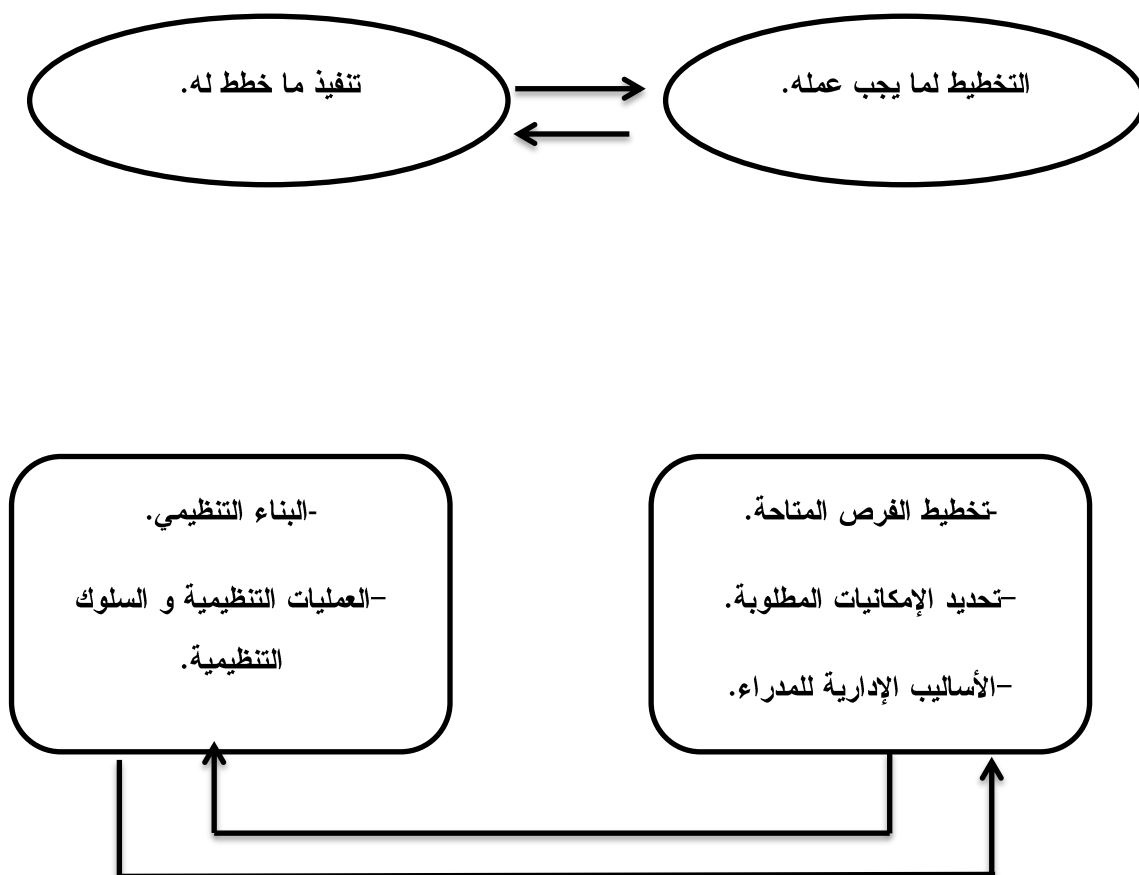 التخطيط لما يجب عمله.
تنفيذ ما خطط له.
-تخطيط الفرص المتاحة.
-تحديد الإمكانيات المطلوبة.
-الأساليب الإدارية للمدراء.
-البناء التنظيمي.
-العمليات التنظيمية و السلوك
التنظيمية.